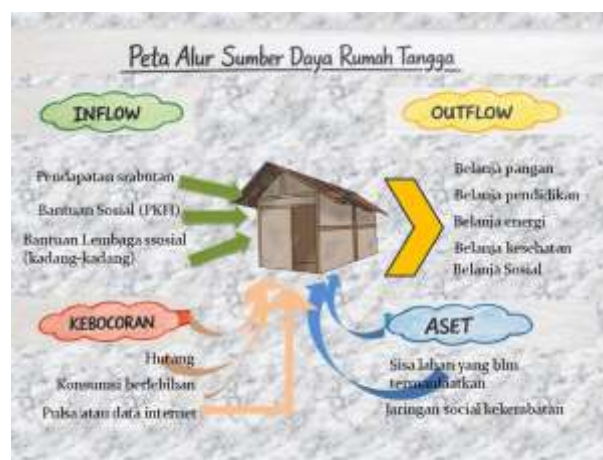 Peta Alur Sumber Daya Rumah Tangga
INFLOW
Pendapatan srabutan
Bantuan Sosial (PKH)
Bantuan Lembaga ssosial
(kadang-kadang)
OUTFLOW
Belanja pangan
Belanja pendidikan
Belanja energi
Belanja kesehatan
Belanja Sosial
KEBOCORAN
Hutang
Konsumsi berlebihan
Pulsa atau data internet
ASET
Sisa lahan yang blm
termanfaatkan
Jaringan social kekerabatan